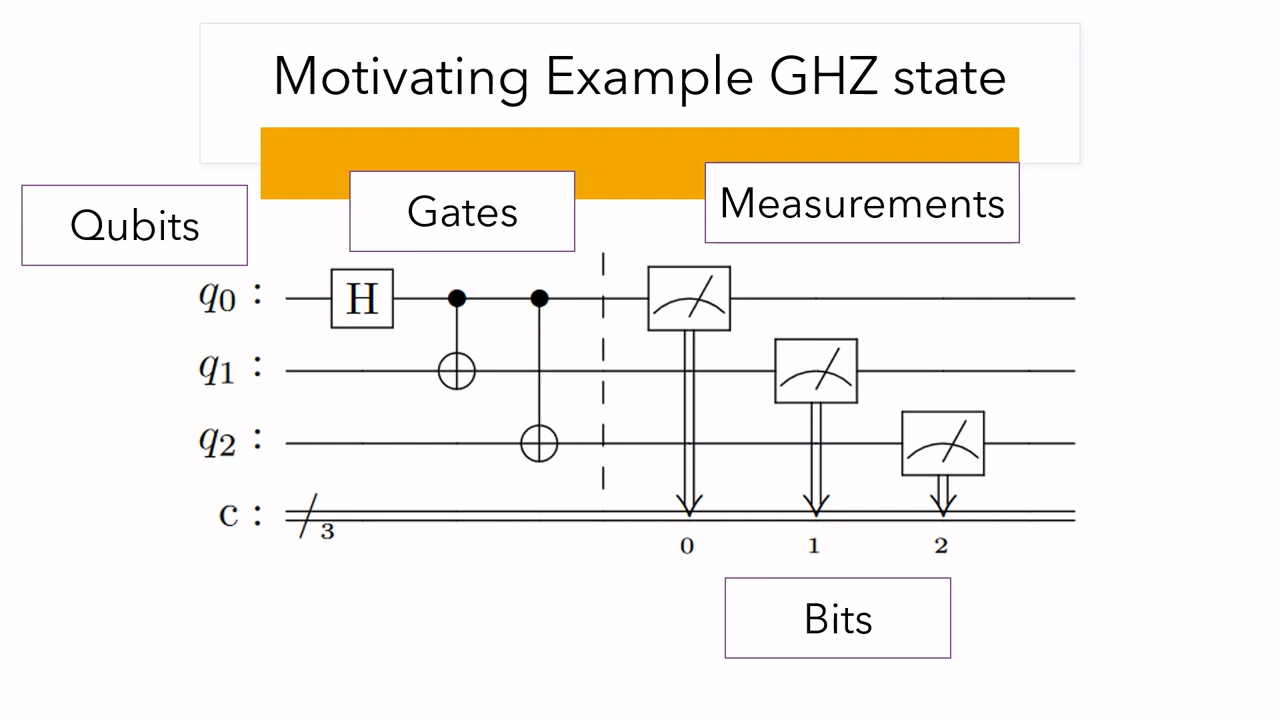 Motivating Example GHZ state
Qubits
Gates
Measurements
q0 :
H
q1 :
q2 :
c :
3
0 1 2
Bits